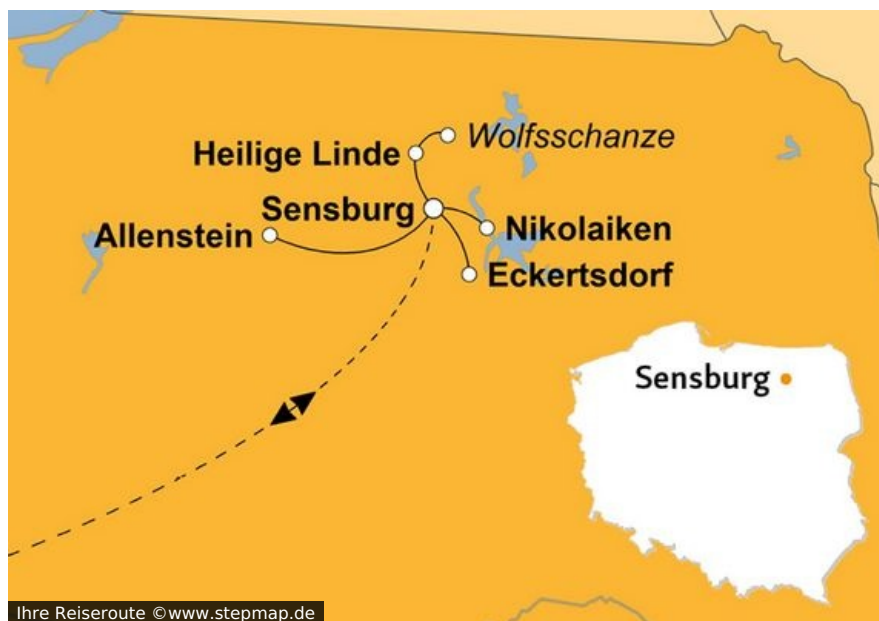 Wolfsschanze
Heilige Linde
Sensburg
Allenstein
Nikolaiken
Eckertsdorf
Sensburg
Ihre Reiseroute ©www.stepmap.de